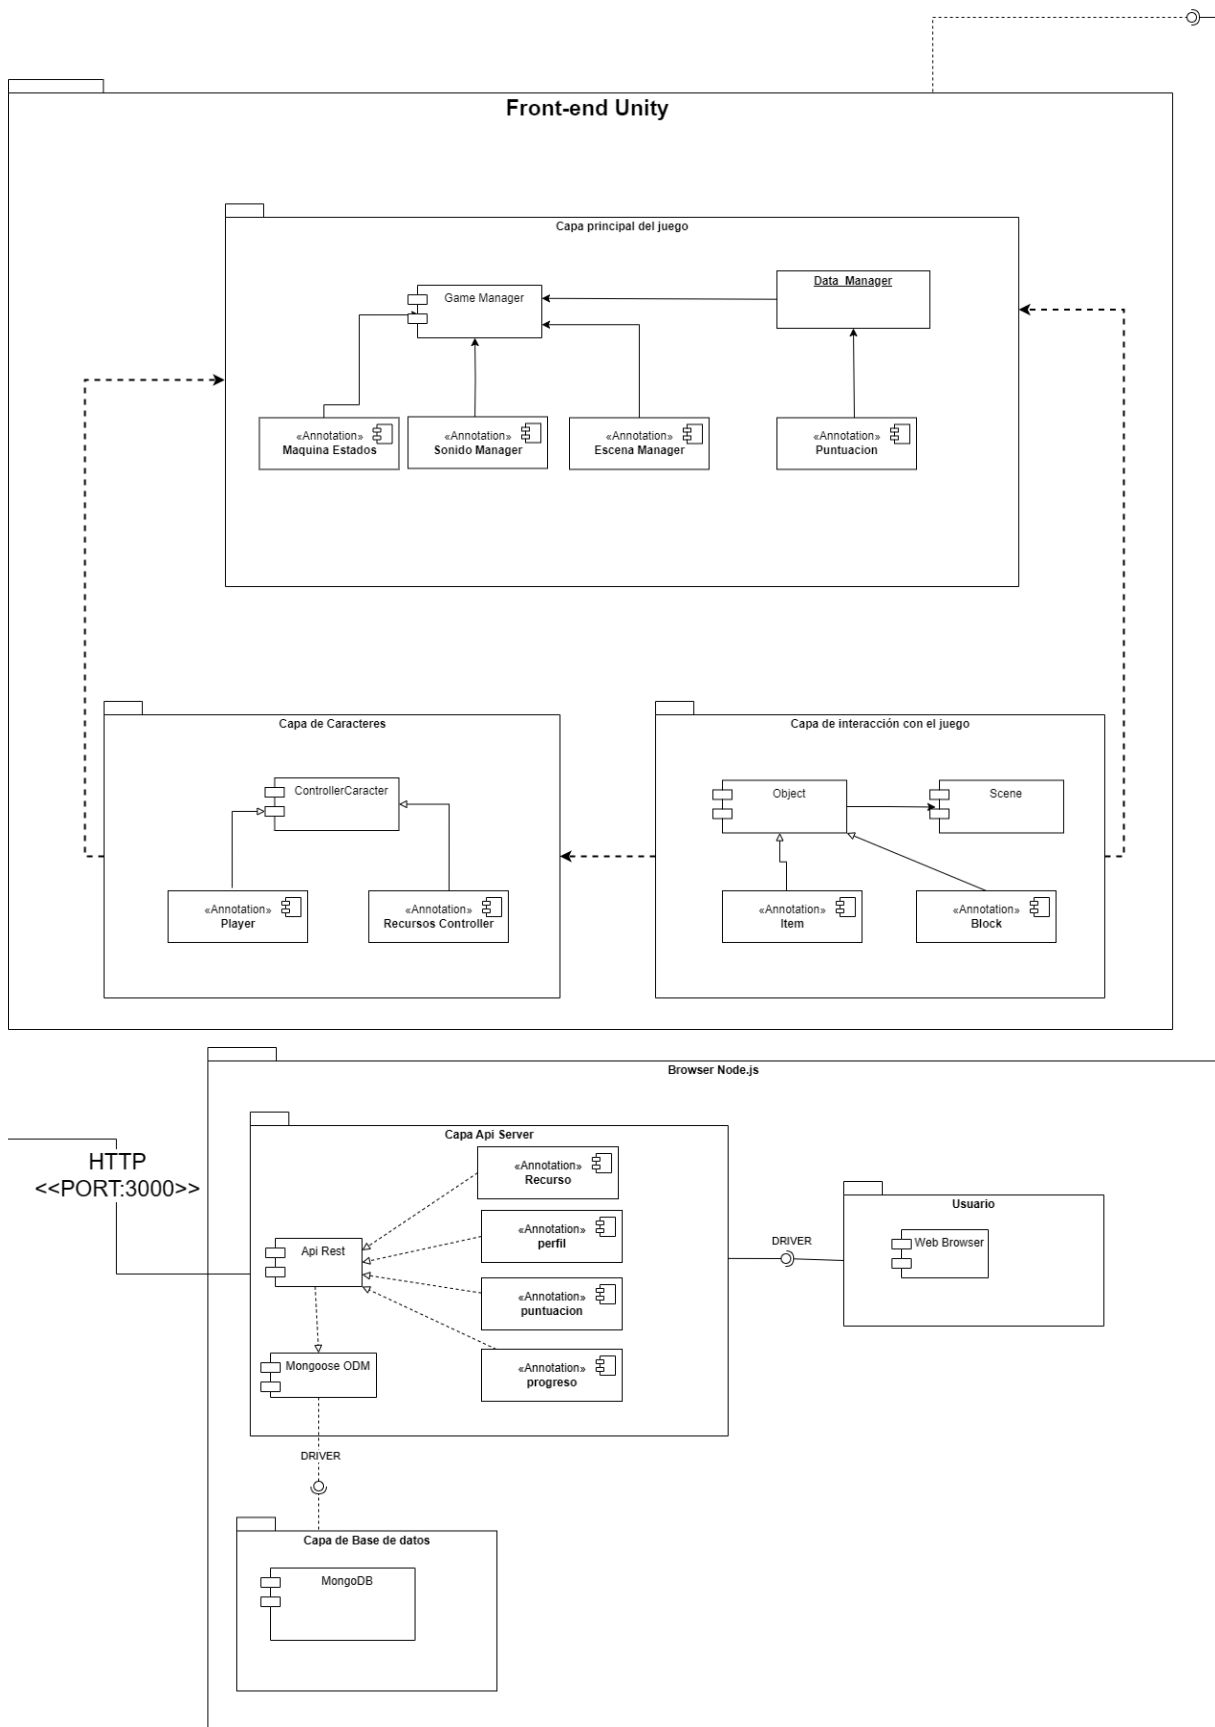 Front-end Unity
Capa principal del juego
Game Manager
Data_Manager
«Annotation»
Maquina Estados
«Annotation»
Sonido Manager
«Annotation»
Escena Manager
«Annotation»
Puntuacion
Capa de Caracteres
ControllerCaracter
«Annotation»
Player
«Annotation»
Recursos Controller
Capa de interacción con el juego
Object
Scene
«Annotation»
Item
«Annotation»
Block
Browser Node.js
HTTP
<<PORT:3000>>
Capa Api Server
«Annotation»
Recurso
«Annotation»
perfil
«Annotation»
puntuacion
«Annotation»
progreso
Api Rest
Mongoose ODM
DRIVER
Usuario
Web Browser
DRIVER
Capa de Base de datos
MongoDB